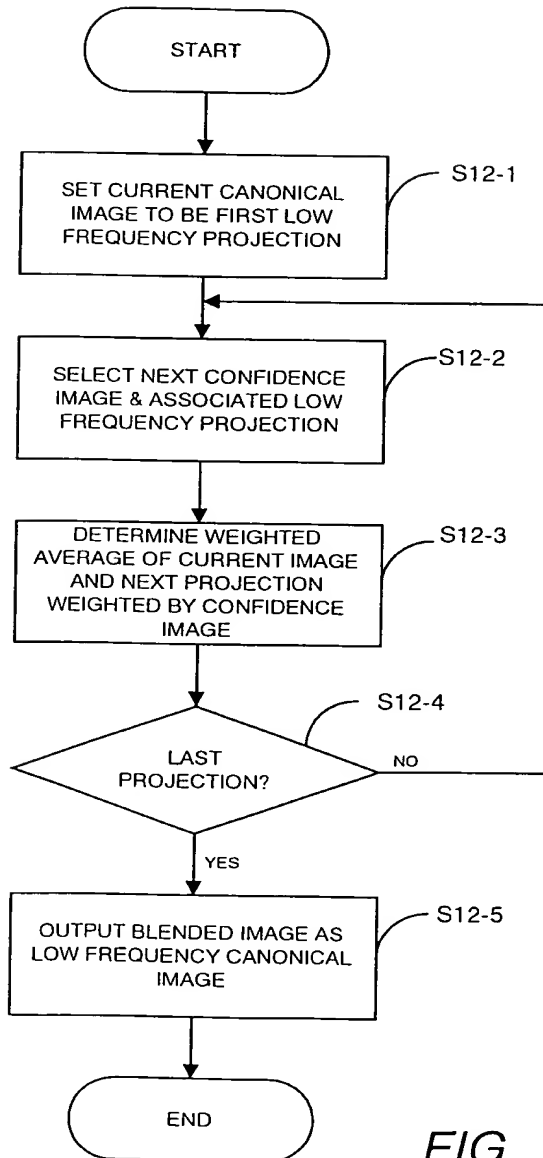 START
S12-1
SET CURRENT CANONICAL
IMAGE TO BE FIRST LOW
FREQUENCY PROJECTION
S12-2
SELECT NEXT CONFIDENCE
IMAGE & ASSOCIATED LOW
FREQUENCY PROJECTION
S12-3
DETERMINE WEIGHTED
AVERAGE OF CURRENT IMAGE
AND NEXT PROJECTION
WEIGHTED BY CONFIDENCE
IMAGE
S12-4
LAST
PROJECTION?
NO
YES
S12-5
OUTPUT BLENDED IMAGE AS
LOW FREQUENCY CANONICAL
IMAGE
END
FIG